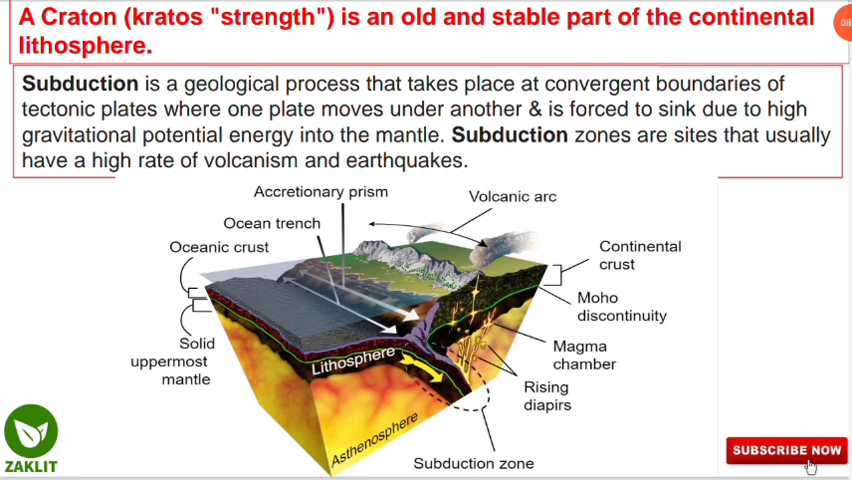 A Craton (kratos "strength") is an old and stable part of the continental
lithosphere.
08
Subduction is a geological process that takes place at convergent boundaries of
tectonic plates where one plate moves under another & is forced to sink due to high
gravitational potential energy into the mantle. Subduction zones are sites that usually
have a high rate of volcanism and earthquakes.
Accretionary prism
Volcanic arc
Ocean trench
Oceanic crust
Continental
crust
Moho
discontinuity
Solid
uppermost
mantle
Lithosphere
Magma
chamber
Rising
diapirs
Asthenosphere
Subduction zone
ZAKLIT
SUBSCRIBE NOW